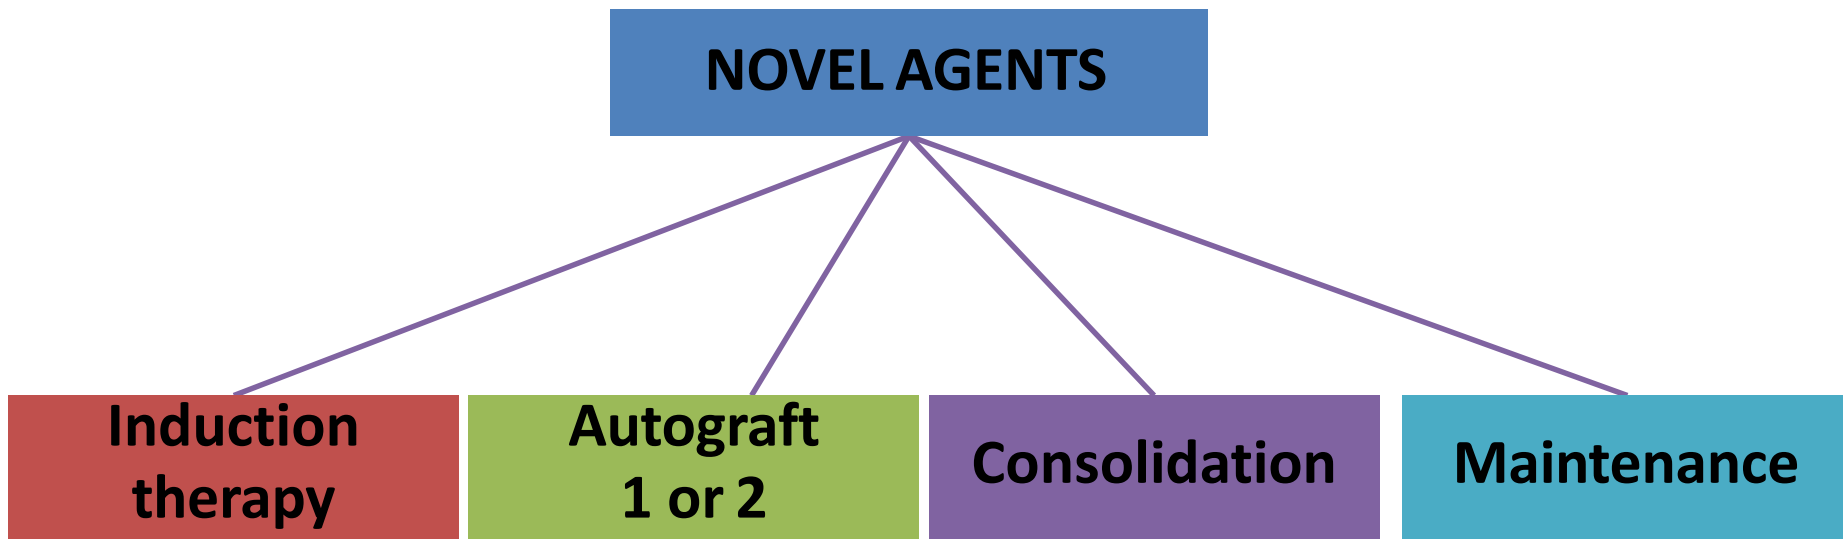 NOVEL AGENTS
Induction
therapy
Autograft
1 or 2
Consolidation
Maintenance